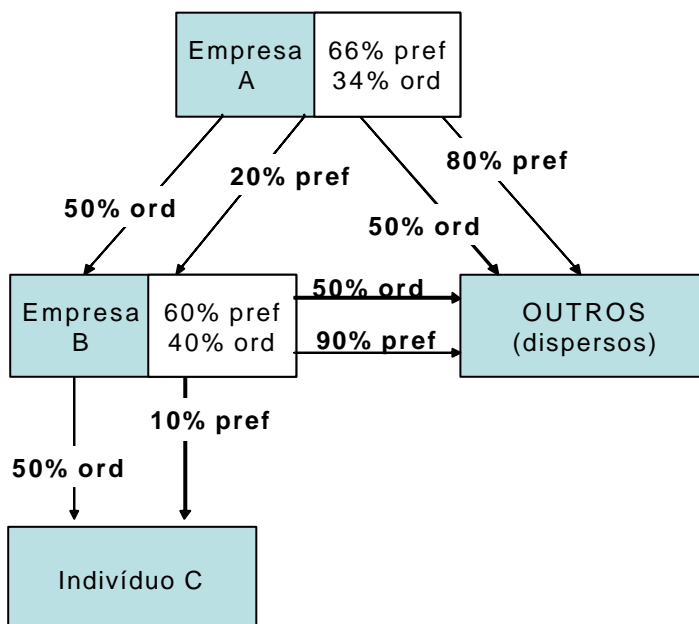 Empresa
A
66% pref
34% ord
50% ord
20% pref
50% ord
80% pref
Empresa
B
60% pref
40% ord
50% ord
90% pref
OUTROS
(dispersos)
50% ord
10% pref
Indivíduo C